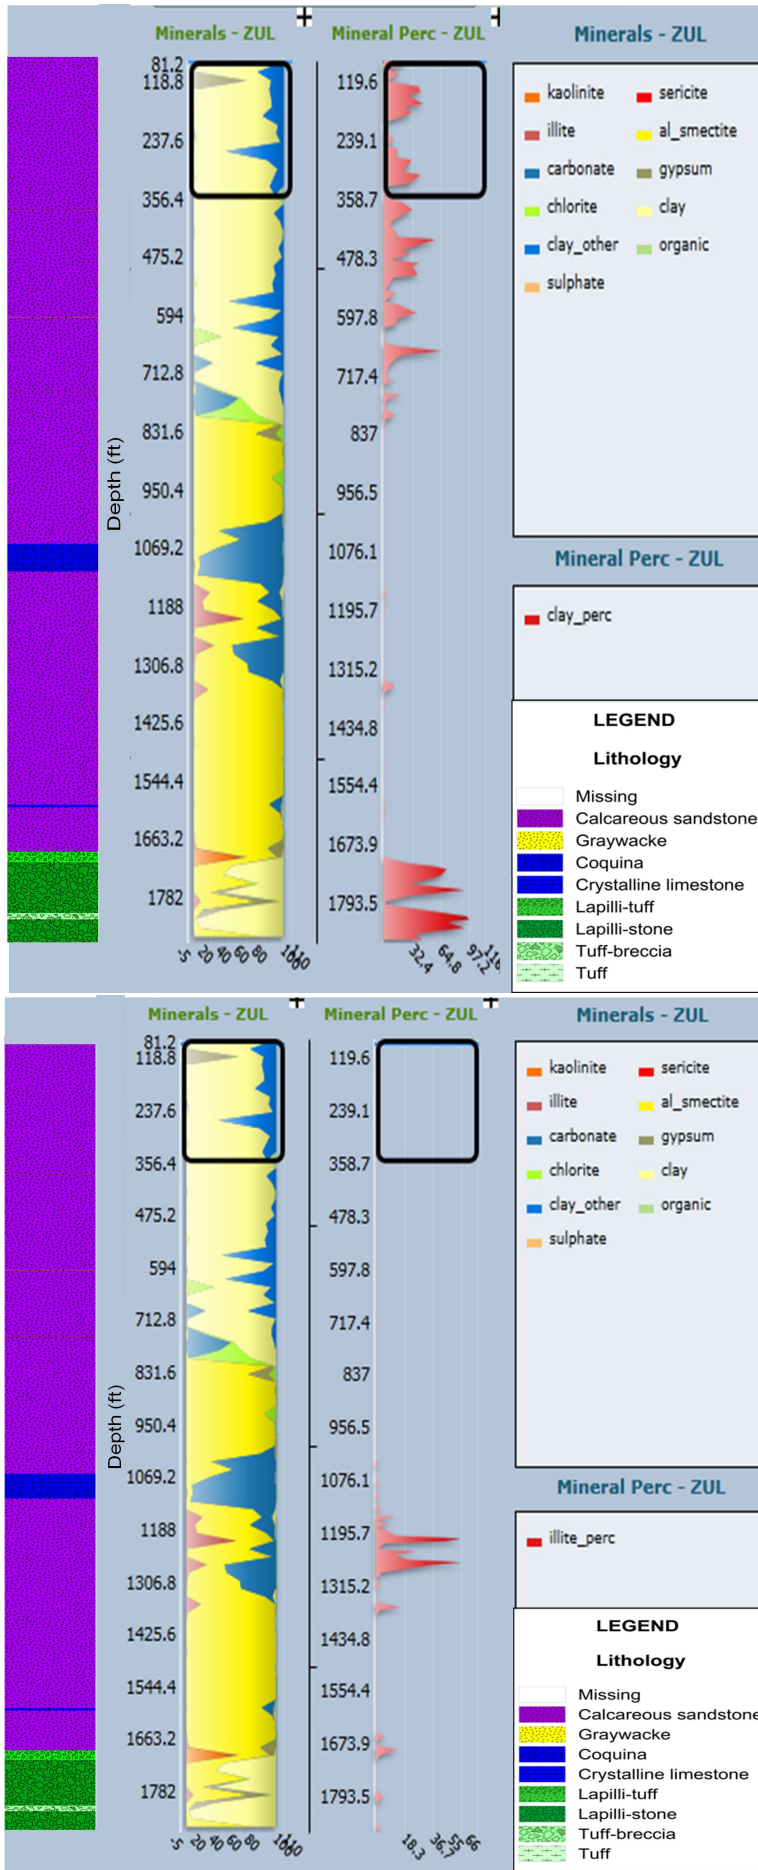 Minerals - ZUL
Mineral Perc - ZUL
Minerals - ZUL
81.2
118.8
237.6
356.4
475.2
594
712.8
831.6
950.4
1069.2
1188
1306.8
1425.6
1544.4
1663.2
1782
Depth (ft)
-5
20
40
60
80
119.6
239.1
358.7
478.3
597.8
717.4
837
956.5
1076.1
1195.7
1315.2
1434.8
1554.4
1673.9
1793.5
32.4
64.8
97.2
kaolinite
sericite
illite
al_smectite
carbonate
gypsum
chlorite
clay
clay_other
organic
sulphate
Mineral Perc - ZUL
clay_perc
LEGEND
Lithology
Missing
Calcareous sandstone
Graywacke
Coquina
Crystalline limestone
Lapilli-tuff
Lapilli-stone
Tuff-breccia
Tuff
Minerals - ZUL
Mineral Perc - ZUL
Minerals - ZUL
81.2
118.8
237.6
356.4
475.2
594
712.8
831.6
950.4
1069.2
1188
1306.8
1425.6
1544.4
1663.2
1782
Depth (ft)
-5
20
40
60
80
119.6
239.1
358.7
478.3
597.8
717.4
837
956.5
1076.1
1195.7
1315.2
1434.8
1554.4
1673.9
1793.5
18.3
36.7
55
66
kaolinite
sericite
illite
al_smectite
carbonate
gypsum
chlorite
clay
clay_other
organic
sulphate
Mineral Perc - ZUL
illite_perc
LEGEND
Lithology
Missing
Calcareous sandstone
Graywacke
Coquina
Crystalline limestone
Lapilli-tuff
Lapilli-stone
Tuff-breccia
Tuff